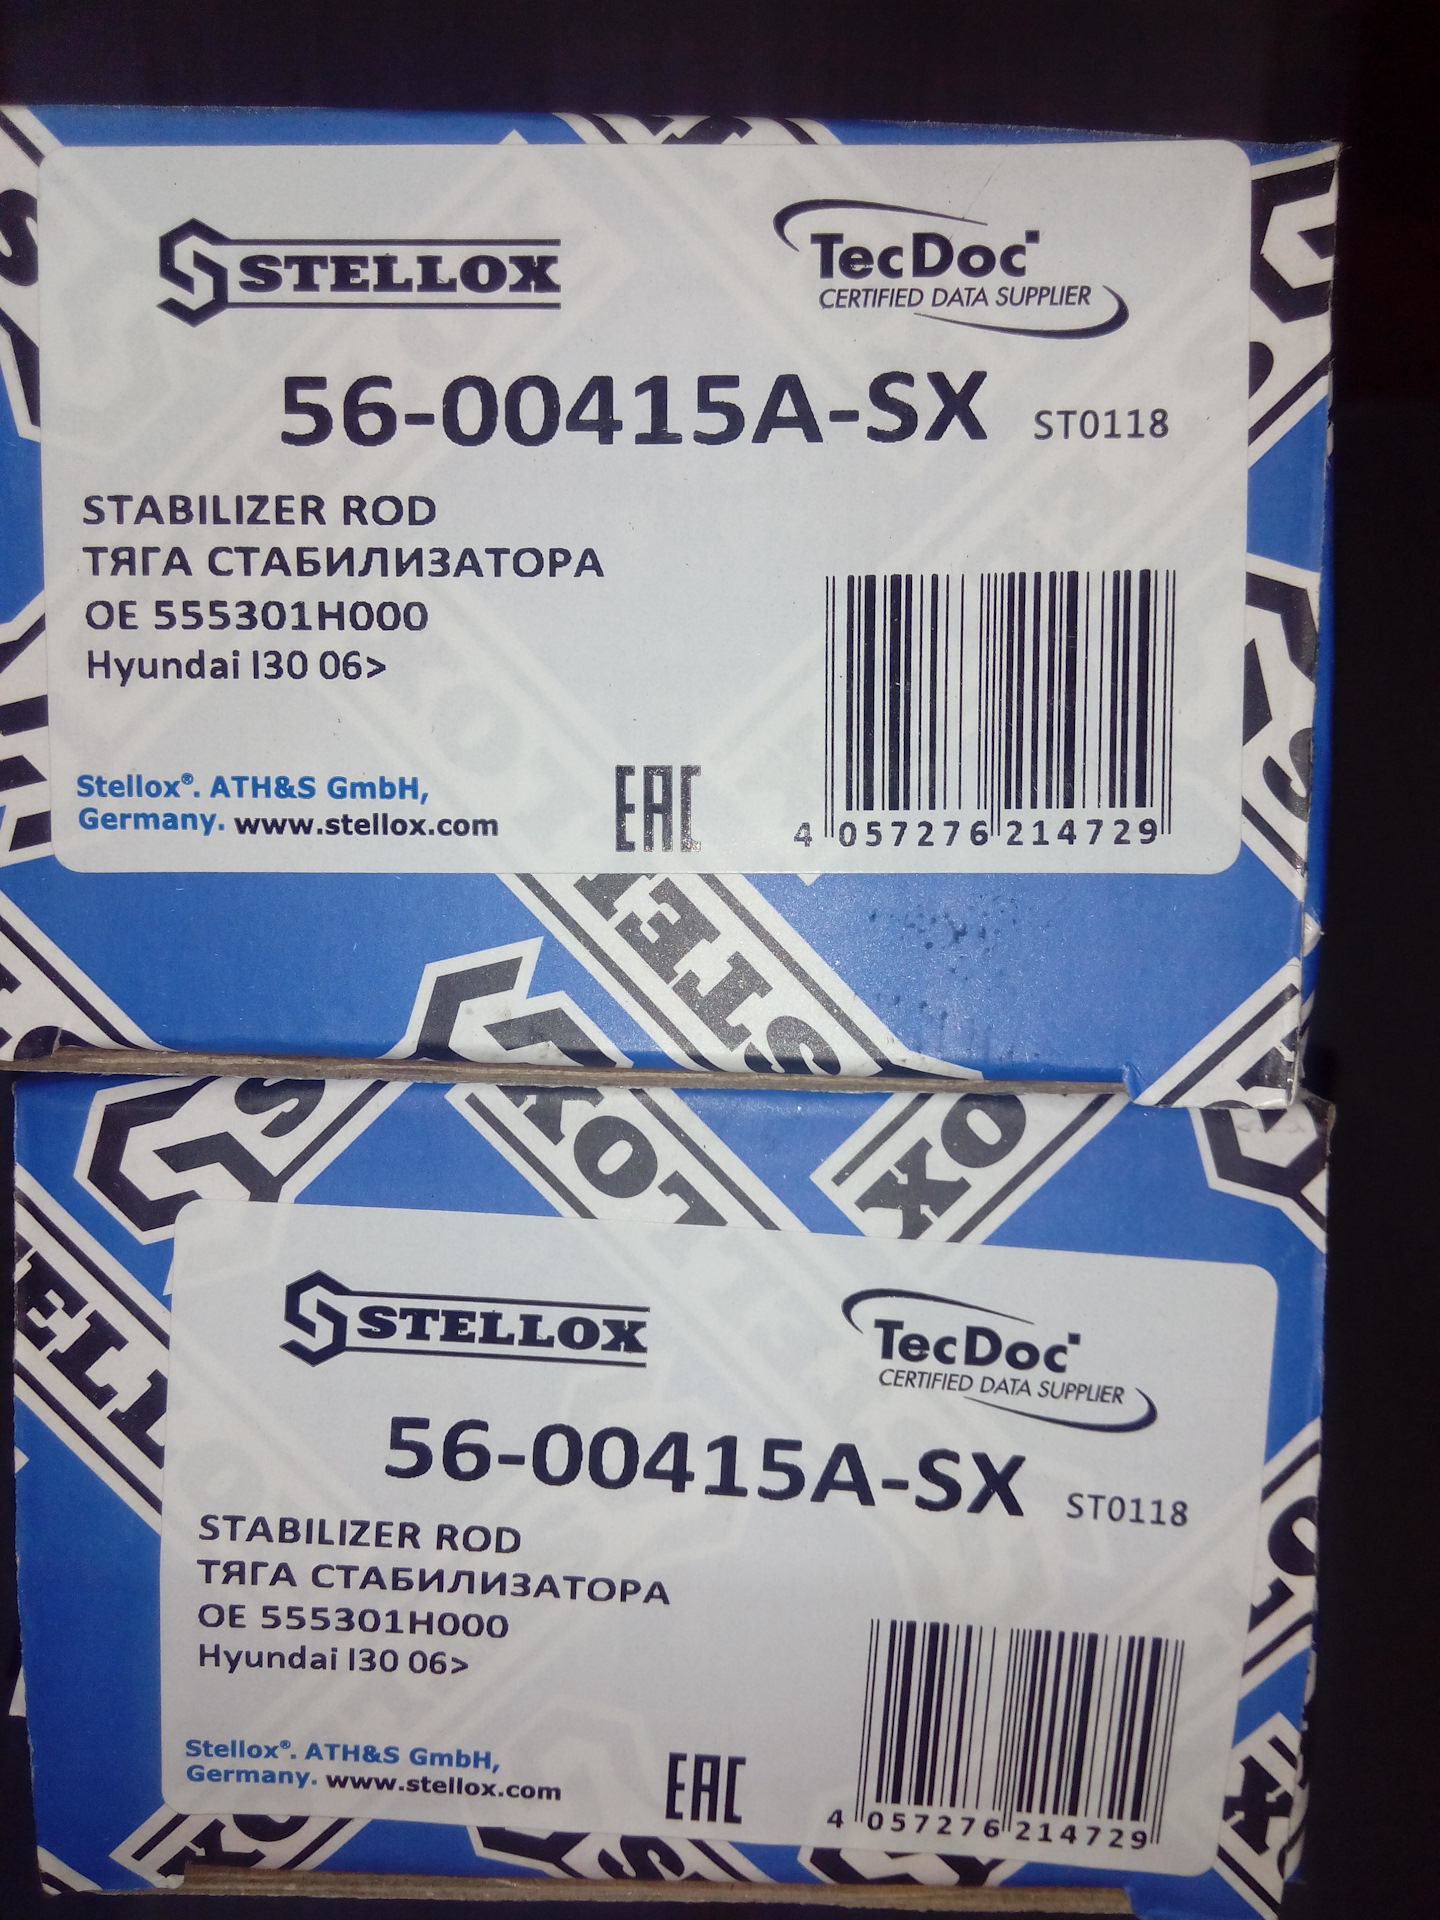 STELLOX
TecDoc
CERTIFIED DATA SUPPLIER
56-00415A-SX ST0118
STABILIZER ROD
ТЯГА СТАБИЛИЗАТОРА
OE 555301H000
Hyundai I30 06>
Stellox®. ATH&S GmbH,
Germany. www.stellox.com
EAC
4 057276 214729
STELLOX
TecDoc
CERTIFIED DATA SUPPLIER
56-00415A-SX ST0118
STABILIZER ROD
ТЯГА СТАБИЛИЗАТОРА
OE 555301H000
Hyundai I30 06>
Stellox®. ATH&S GmbH,
Germany. www.stellox.com
EAC
4 057276 214729